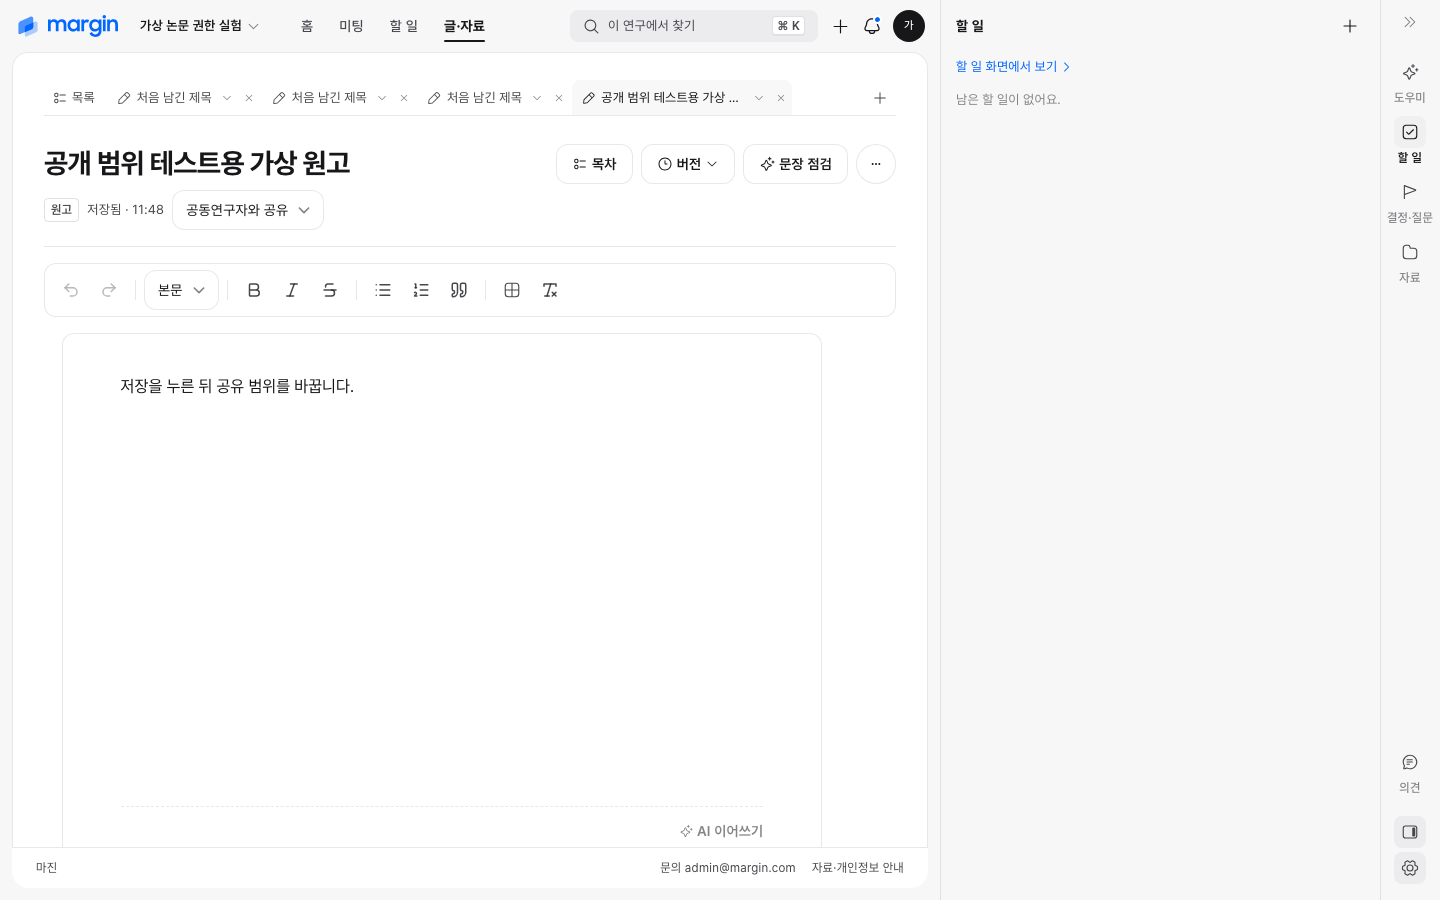 margin
가상 논문 권한 실험
홈
미팅
할 일
글·자료
이 연구에서 찾기
⌘ K
가
목록
처음 남긴 제목
처음 남긴 제목
처음 남긴 제목
공개 범위 테스트용 가상 ...
공개 범위 테스트용 가상 원고
목차
버전
문장 점검
원고
저장됨 · 11:48
공동연구자와 공유
본문
저장을 누른 뒤 공유 범위를 바꿉니다.
AI 이어쓰기
마진
문의 admin@margin.com
자료·개인정보 안내
할 일
할 일 화면에서 보기
남은 할 일이 없어요.
도우미
할 일
결정·질문
자료
의견